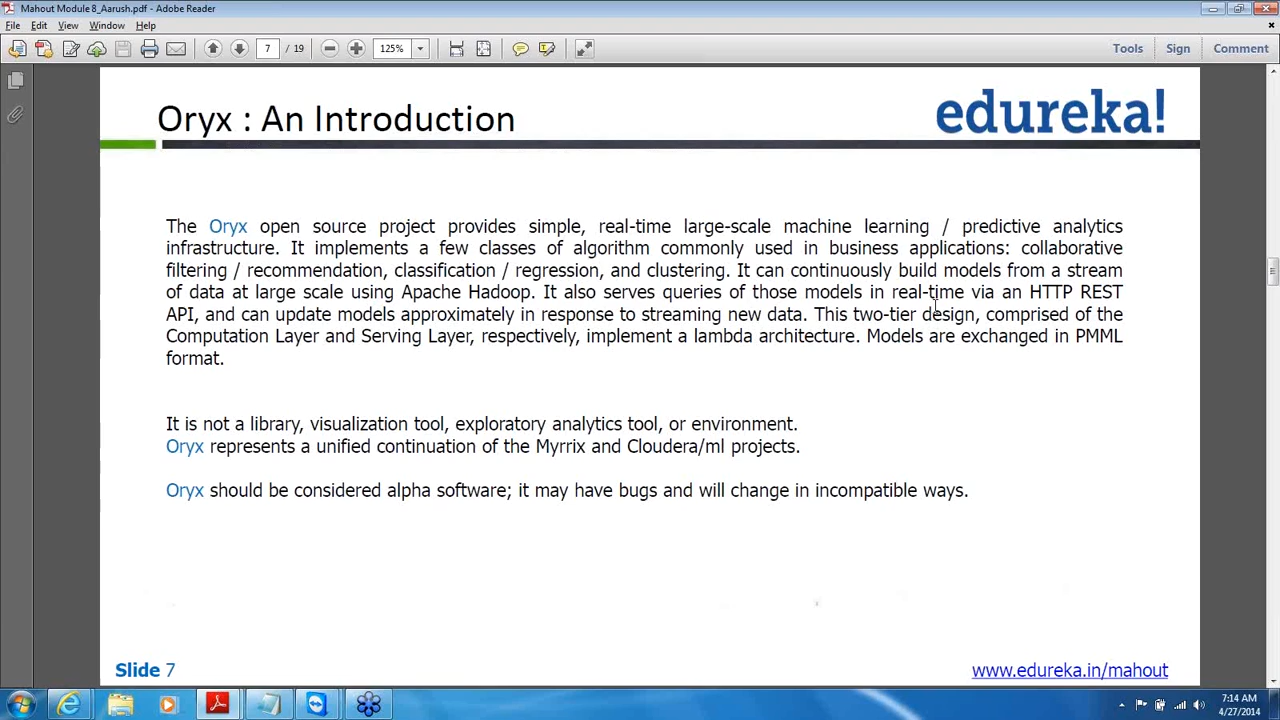 Mahout Module 8_Aarush.pdf - Adobe Reader
File Edit View Window Help
7 / 19 125% Tools Sign Comment
Oryx : An Introduction
edureka!
The Oryx open source project provides simple, real-time large-scale machine learning / predictive analytics
infrastructure. It implements a few classes of algorithm commonly used in business applications: collaborative
filtering / recommendation, classification / regression, and clustering. It can continuously build models from a stream
of data at large scale using Apache Hadoop. It also serves queries of those models in real-time via an HTTP REST
API, and can update models approximately in response to streaming new data. This two-tier design, comprised of the
Computation Layer and Serving Layer, respectively, implement a lambda architecture. Models are exchanged in PMML
format.
It is not a library, visualization tool, exploratory analytics tool, or environment.
Oryx represents a unified continuation of the Myrrix and Cloudera/ml projects.
Oryx should be considered alpha software; it may have bugs and will change in incompatible ways.
Slide 7
www.edureka.in/mahout
7:14 AM
4/27/2014